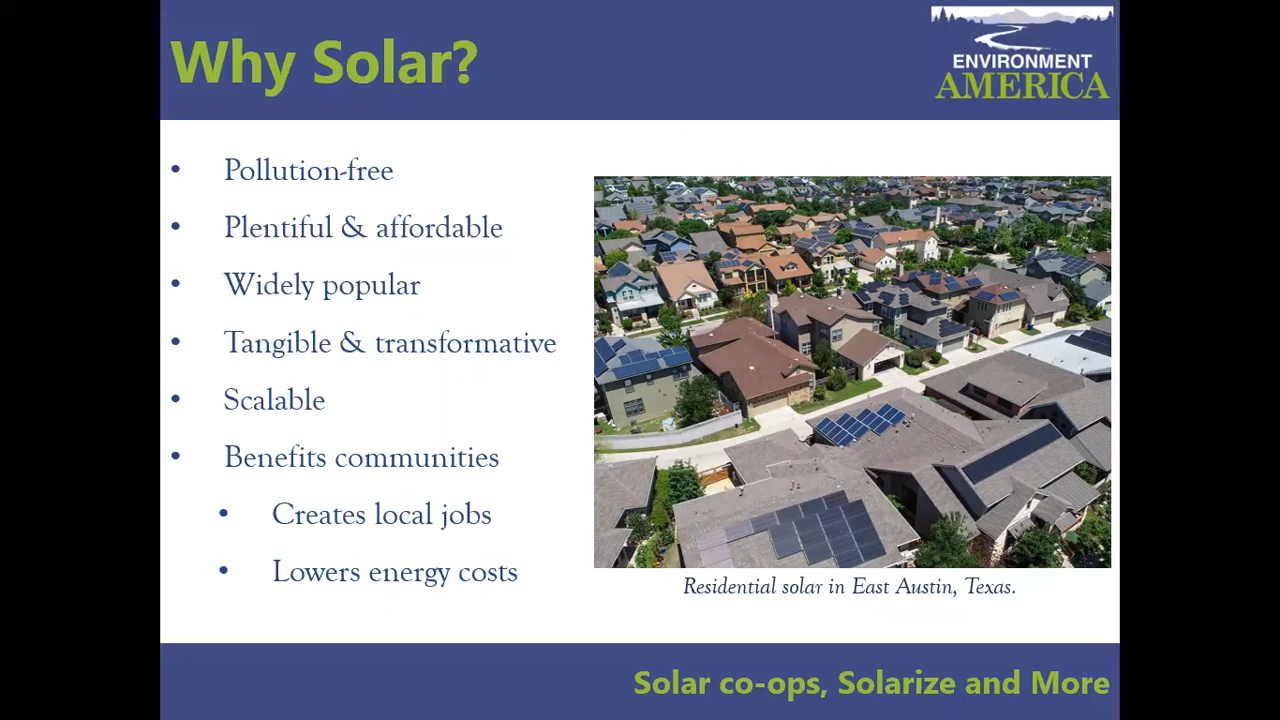 Why Solar?
ENVIRONMENT
AMERICA
• Pollution-free
• Plentiful & affordable
• Widely popular
• Tangible & transformative
• Scalable
• Benefits communities
• Creates local jobs
• Lowers energy costs
Residential solar in East Austin, Texas.
Solar co-ops, Solarize and More